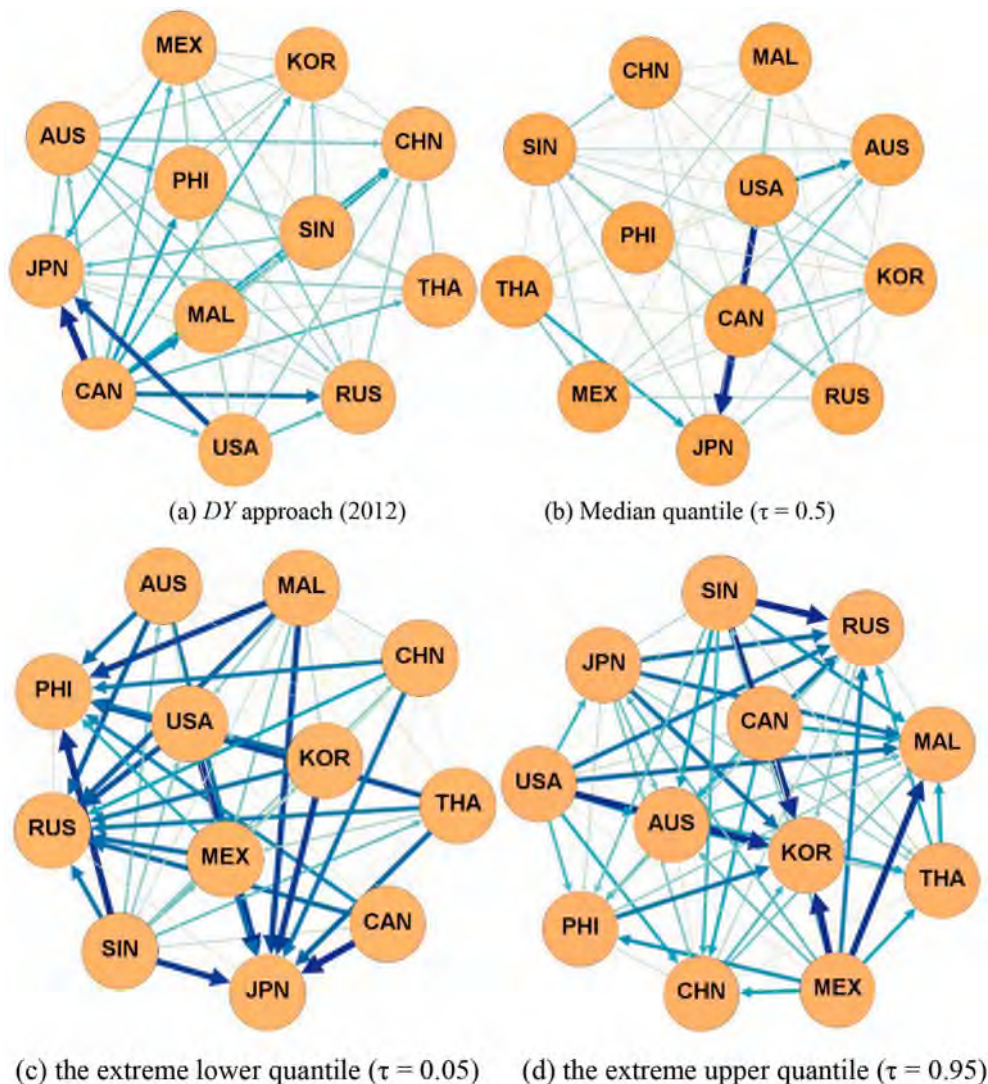 MEX
KOR
AUS
CHN
PHI
SIN
JPN
THA
MAL
CAN
RUS
USA
(a) DY approach (2012)
MAL
CHN
SIN
AUS
USA
PHI
KOR
THA
CAN
MEX
RUS
JPN
(b) Median quantile (τ = 0.5)
AUS
MAL
CHN
PHI
USA
KOR
THA
RUS
MEX
CAN
SIN
JPN
(c) the extreme lower quantile (τ = 0.05)
SIN
RUS
JPN
CAN
MAL
USA
AUS
KOR
THA
PHI
CHN
MEX
(d) the extreme upper quantile (τ = 0.95)